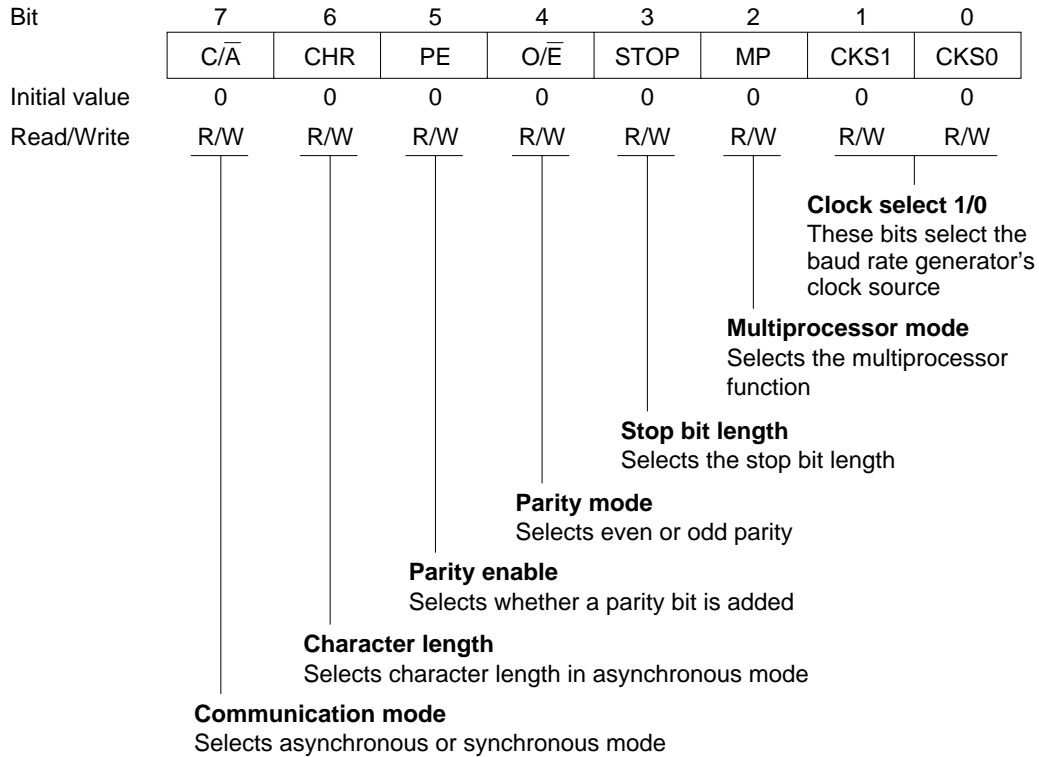 Bit 7 6 5 4 3 2 1 0
C/A̅ CHR PE O/E̅ STOP MP CKS1 CKS0
Initial value 0 0 0 0 0 0 0 0
Read/Write R/W R/W R/W R/W R/W R/W R/W R/W
Clock select 1/0
These bits select the
baud rate generator's
clock source
Multiprocessor mode
Selects the multiprocessor
function
Stop bit length
Selects the stop bit length
Parity mode
Selects even or odd parity
Parity enable
Selects whether a parity bit is added
Character length
Selects character length in asynchronous mode
Communication mode
Selects asynchronous or synchronous mode